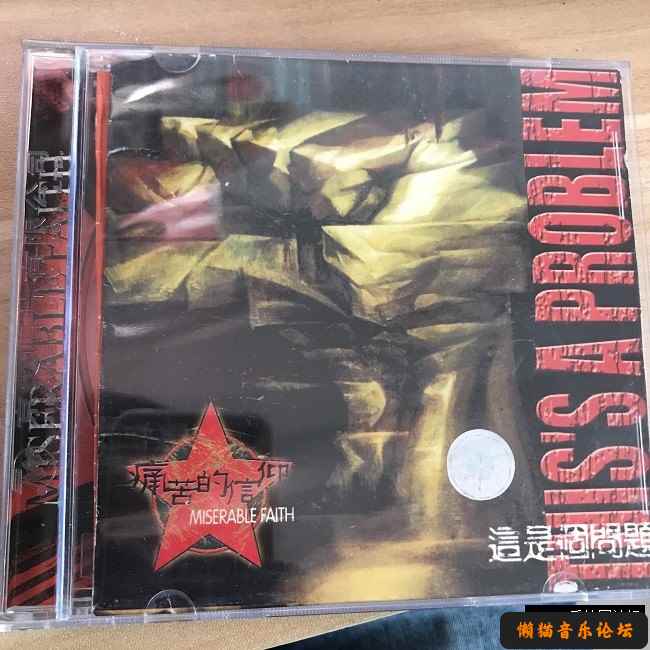 THIS'S A PROBLEM
痛苦的信仰
MISERABLE FAITH
這是個問題
MISERABLE FAITH
懒猫音乐论坛